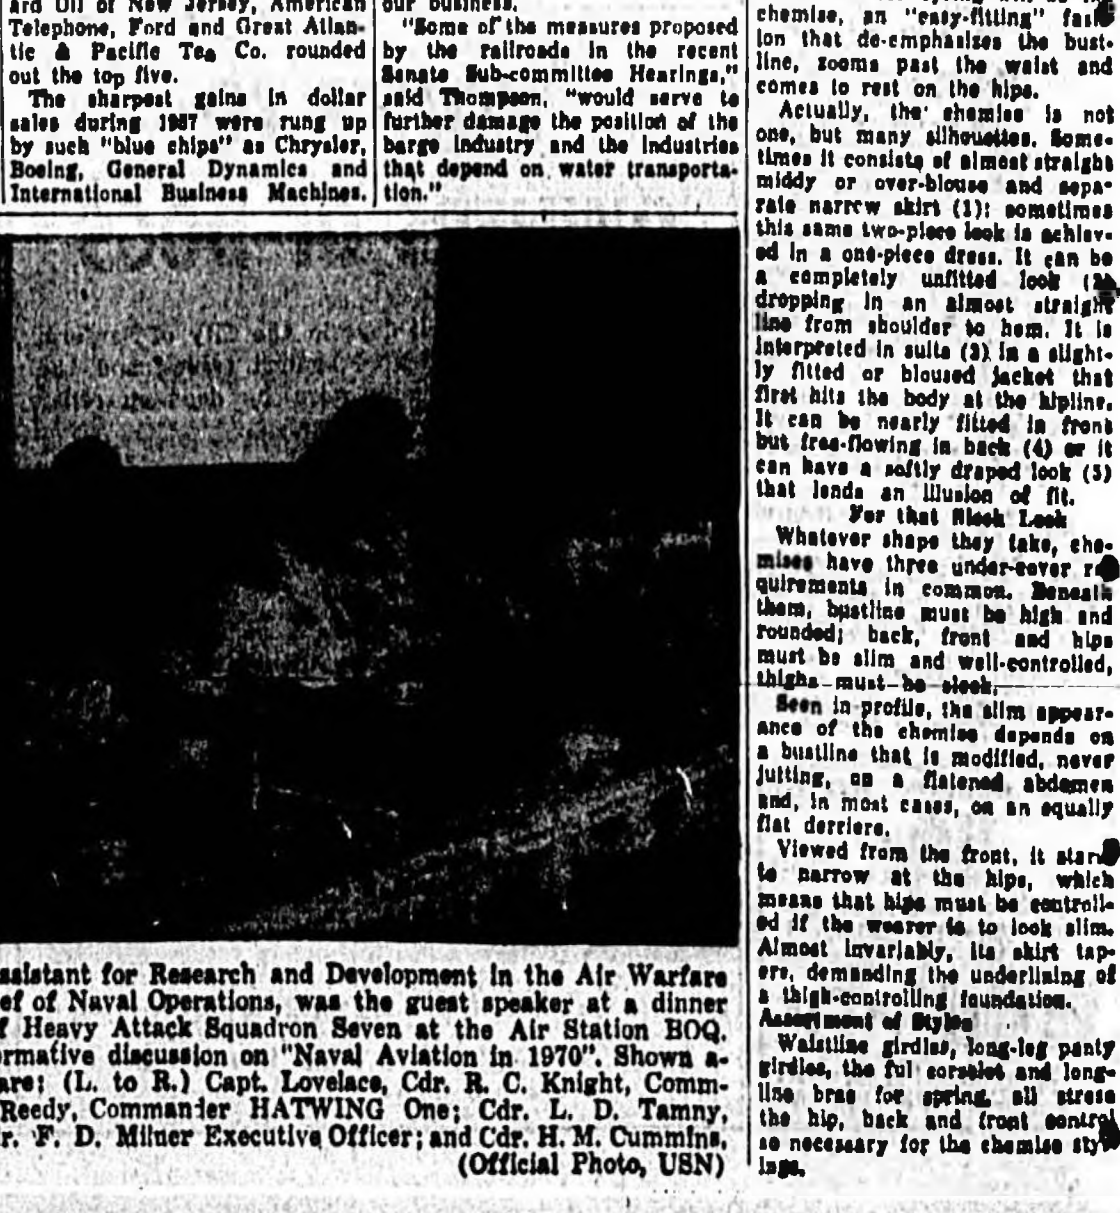 ard Oil of New Jersey, American
Telephone, Ford and Great Atlan-
tic & Pacific Tea Co. rounded
out the top five.
The sharpest gains in dollar
sales during 1957 were rung up
by such "blue chips" as Chrysler,
Boeing, General Dynamics and
International Business Machines.
our business.
"Some of the measures proposed
by the railroads in the recent
Senate Sub-committee Hearings,"
said Thompson, "would serve to
further damage the position of the
barge industry and the industries
that depend on water transporta-
tion."
chemise, an "easy-fitting" fash-
ion that de-emphasizes the bust-
line, zooms past the waist and
comes to rest on the hips.
Actually, the chemise is not
one, but many silhouettes. Some-
times it consists of almost straight
middy or over-blouse and sepa-
rate narrow skirt (1); sometimes
this same two-piece look is achiev-
ed in a one-piece dress. It can be
a completely unfitted look (2)
dropping in an almost straight
line from shoulder to hem. It is
interpreted in suits (3) in a slight-
ly fitted or bloused jacket that
first hits the body at the hipline.
It can be nearly fitted in front
but free-flowing in back (4) or it
can have a softly draped look (5)
that lends an illusion of fit.
For that Sleek Look
Whatever shape they take, che-
mises have three under-cover re-
quirements in common. Beneath
them, bustline must be high and
rounded; back, front and hips
must be slim and well-controlled,
thighs must be sleek.
Seen in profile, the slim appear-
ance of the chemise depends on
a bustline that is modified, never
jutting, on a flatened abdomen
and, in most cases, on an equally
flat derriere.
Viewed from the front, it starts
to narrow at the hips, which
means that hips must be controll-
ed if the wearer is to look slim.
Almost invariably, its skirt tap-
ers, demanding the underlining of
a thigh-controlling foundation.
Assortment of Styles
Waistline girdles, long-leg panty
girdles, the ful corselet and long-
line bras for spring, all stress
the hip, back and front control
so necessary for the chemise styl-
ings.
ssistant for Research and Development in the Air Warfare
ef of Naval Operations, was the guest speaker at a dinner
f Heavy Attack Squadron Seven at the Air Station BOQ.
rmative discussion on "Naval Aviation in 1970". Shown a-
are: (L. to R.) Capt. Lovelace, Cdr. R. C. Knight, Comm-
Reedy, Commander HATWING One; Cdr. L. D. Tamny,
r. F. D. Milner Executive Officer; and Cdr. H. M. Cummins,
(Official Photo, USN)